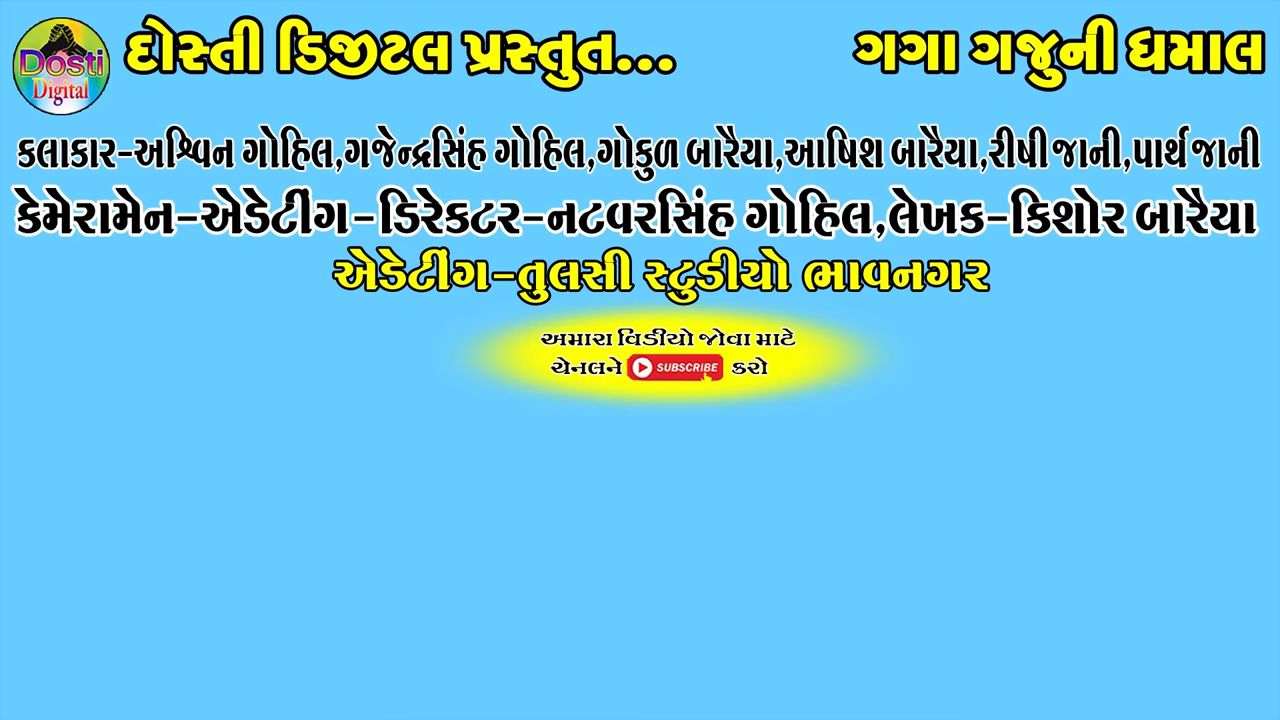 Dosti Digital
દોસ્તી ડિજીટલ પ્રસ્તુત...
ગગા ગજુની ધમાલ
કલાકાર-અશ્વિન ગોહિલ,ગજેન્દ્રસિંહ ગોહિલ,ગોકુળ બારૈયા,આષિશ બારૈયા,રીષી જાની,પાર્થ જાની
કેમેરામેન-એડેટીંગ-ડિરેકટર-નટવરસિંહ ગોહિલ,લેખક-કિશોર બારૈયા
એડેટીંગ-તુલસી સ્ટુડીયો ભાવનગર
અમારા વિડીયો જોવા માટે
ચેનલને SUBSCRIBE કરો